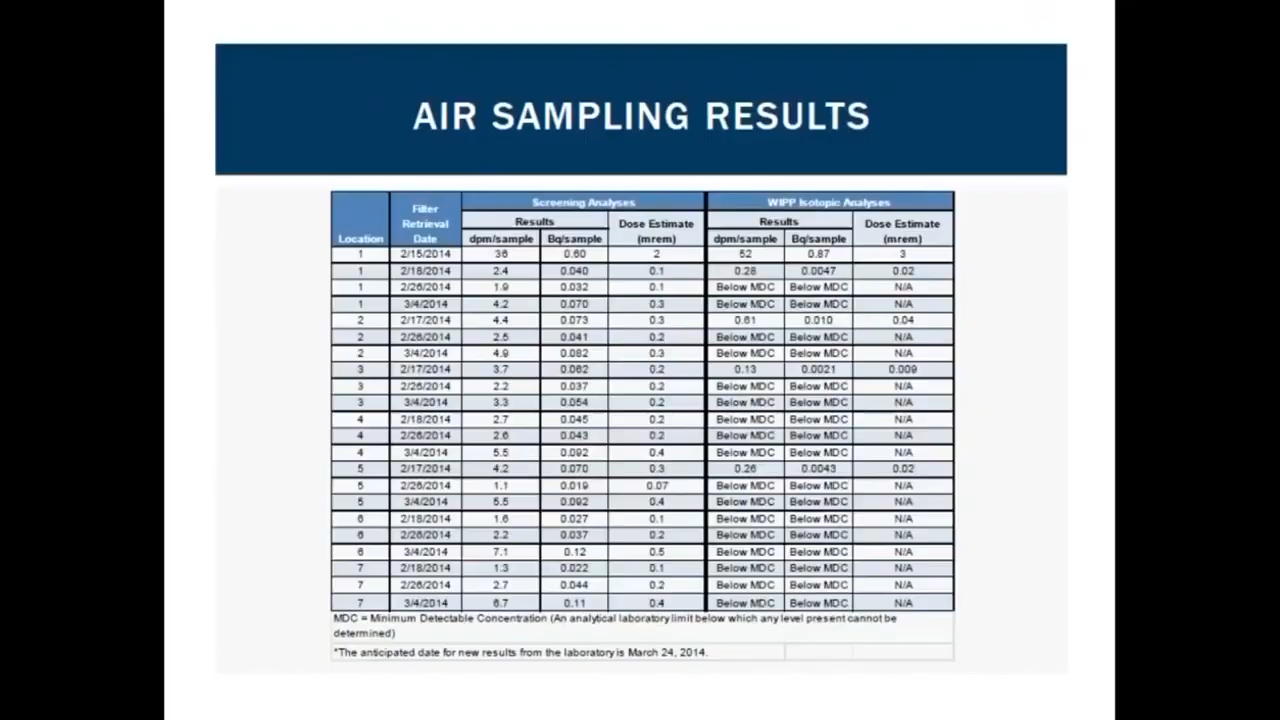 AIR SAMPLING RESULTS
Location Filter Retrieval Date Screening Analyses WIPP Isotopic Analyses
Results Dose Estimate (mrem) Results Dose Estimate (mrem)
dpm/sample Bq/sample dpm/sample Bq/sample
1 2/15/2014 36 0.60 2 52 0.87 3
1 2/18/2014 2.4 0.040 0.1 0.28 0.0047 0.02
1 2/26/2014 1.9 0.032 0.1 Below MDC Below MDC N/A
1 3/4/2014 4.2 0.070 0.3 Below MDC Below MDC N/A
2 2/17/2014 4.4 0.073 0.3 0.61 0.010 0.04
2 2/26/2014 2.5 0.041 0.2 Below MDC Below MDC N/A
2 3/4/2014 4.9 0.082 0.3 Below MDC Below MDC N/A
3 2/17/2014 3.7 0.062 0.2 0.13 0.0021 0.009
3 2/26/2014 2.2 0.037 0.2 Below MDC Below MDC N/A
3 3/4/2014 3.3 0.054 0.2 Below MDC Below MDC N/A
4 2/18/2014 2.7 0.045 0.2 Below MDC Below MDC N/A
4 2/26/2014 2.6 0.043 0.2 Below MDC Below MDC N/A
4 3/4/2014 5.5 0.092 0.4 Below MDC Below MDC N/A
5 2/17/2014 4.2 0.070 0.3 0.26 0.0043 0.02
5 2/26/2014 1.1 0.019 0.07 Below MDC Below MDC N/A
5 3/4/2014 5.5 0.092 0.4 Below MDC Below MDC N/A
6 2/18/2014 1.6 0.027 0.1 Below MDC Below MDC N/A
6 2/26/2014 2.2 0.037 0.2 Below MDC Below MDC N/A
6 3/4/2014 7.1 0.12 0.5 Below MDC Below MDC N/A
7 2/18/2014 1.3 0.022 0.1 Below MDC Below MDC N/A
7 2/26/2014 2.7 0.044 0.2 Below MDC Below MDC N/A
7 3/4/2014 6.7 0.11 0.4 Below MDC Below MDC N/A
MDC = Minimum Detectable Concentration (An analytical laboratory limit below which any level present cannot be
determined)
*The anticipated date for new results from the laboratory is March 24, 2014.